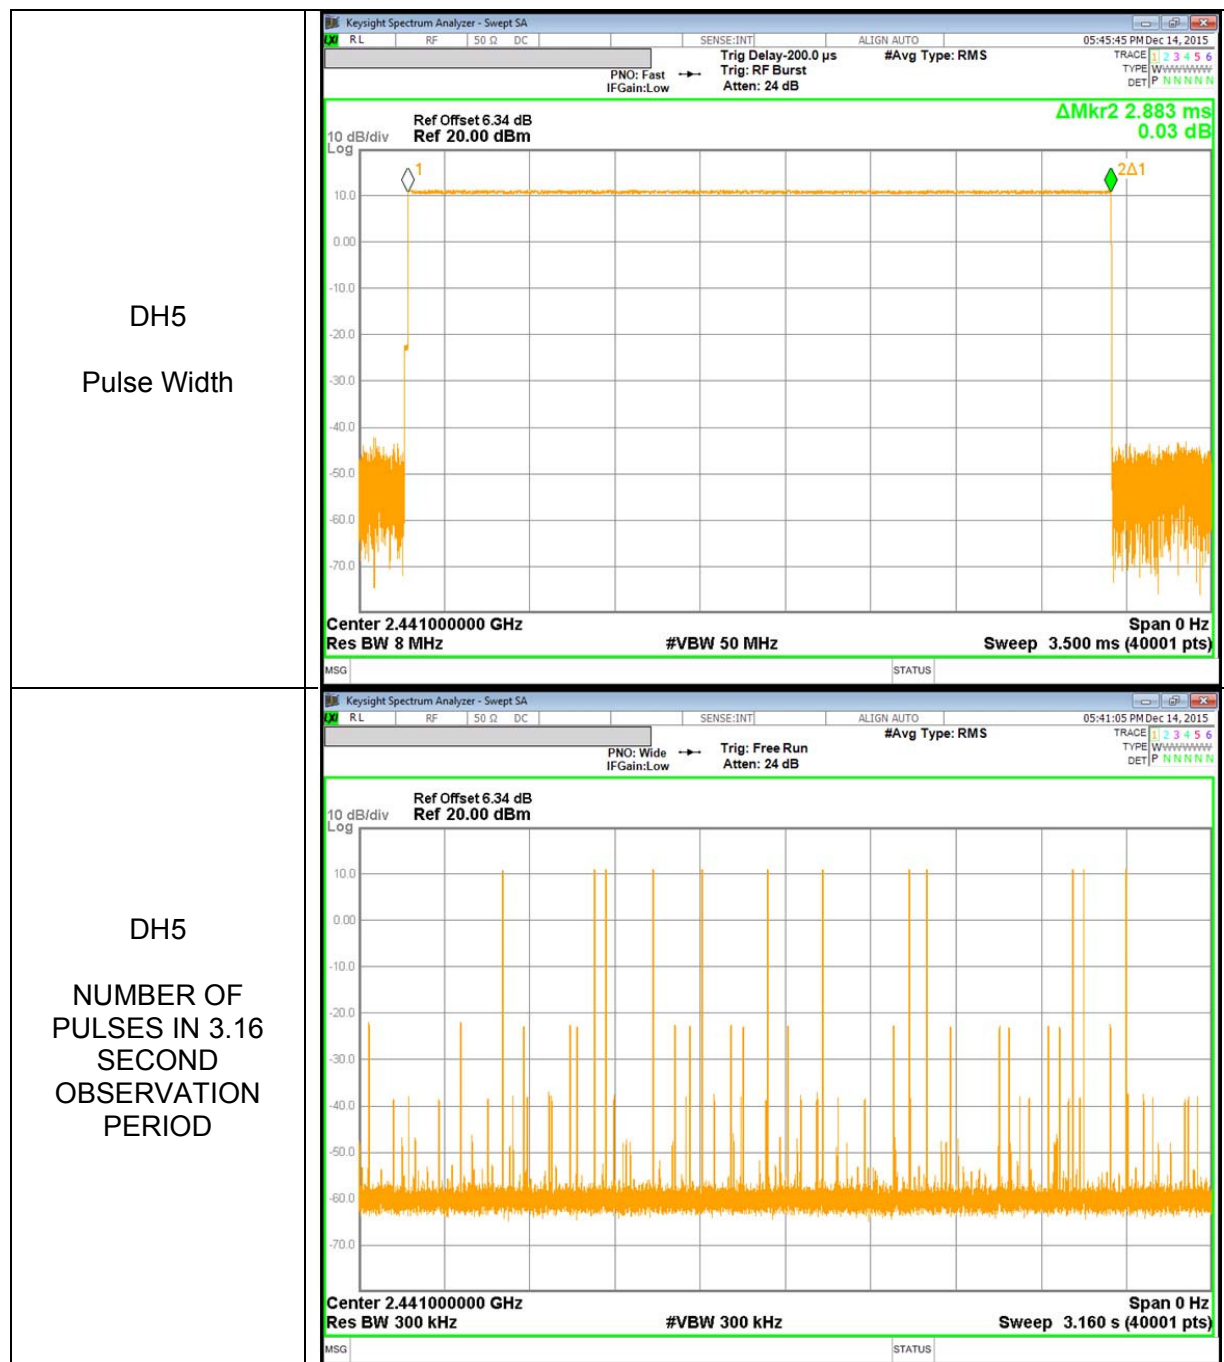 DH5
Pulse Width
Keysight Spectrum Analyzer - Swept SA
LXI RL RF 50 Ω DC SENSE:INT ALIGN AUTO 05:45:45 PM Dec 14, 2015
Trig Delay-200.0 µs #Avg Type: RMS TRACE 1 2 3 4 5 6
PNO: Fast Trig: RF Burst TYPE WWWWWWW
IFGain:Low Atten: 24 dB DET P N N N N N
ΔMkr2 2.883 ms
Ref Offset 6.34 dB 0.03 dB
10 dB/div Ref 20.00 dBm
Log
1 2Δ1
10.0
0.00
-10.0
-20.0
-30.0
-40.0
-50.0
-60.0
-70.0
Center 2.441000000 GHz Span 0 Hz
Res BW 8 MHz #VBW 50 MHz Sweep 3.500 ms (40001 pts)
MSG STATUS
DH5
NUMBER OF
PULSES IN 3.16
SECOND
OBSERVATION
PERIOD
Keysight Spectrum Analyzer - Swept SA
LXI RL RF 50 Ω DC SENSE:INT ALIGN AUTO 05:41:05 PM Dec 14, 2015
#Avg Type: RMS TRACE 1 2 3 4 5 6
PNO: Wide Trig: Free Run TYPE WWWWWWW
IFGain:Low Atten: 24 dB DET P N N N N N
Ref Offset 6.34 dB
10 dB/div Ref 20.00 dBm
Log
10.0
0.00
-10.0
-20.0
-30.0
-40.0
-50.0
-60.0
-70.0
Center 2.441000000 GHz Span 0 Hz
Res BW 300 kHz #VBW 300 kHz Sweep 3.160 s (40001 pts)
MSG STATUS